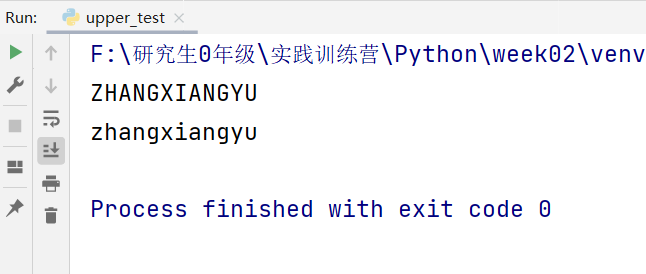 Run: upper_test ×
F:\研究生0年级\实践训练营\Python\week02\venv
ZHANGXIANGYU
zhangxiangyu
Process finished with exit code 0